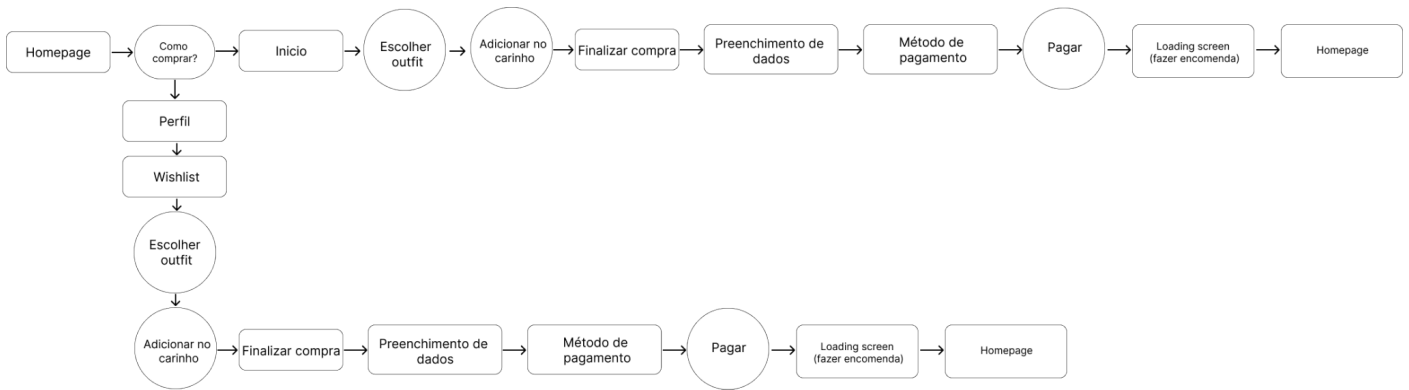 Homepage
Como
comprar?
Inicio
Escolher
outfit
Adicionar no
carinho
Finalizar compra
Preenchimento de
dados
Método de
pagamento
Pagar
Loading screen
(fazer encomenda)
Homepage
Perfil
Wishlist
Escolher
outfit
Adicionar no
carinho
Finalizar compra
Preenchimento de
dados
Método de
pagamento
Pagar
Loading screen
(fazer encomenda)
Homepage